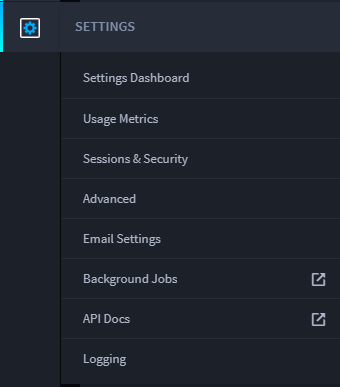 SETTINGS
Settings Dashboard
Usage Metrics
Sessions & Security
Advanced
Email Settings
Background Jobs
API Docs
Logging